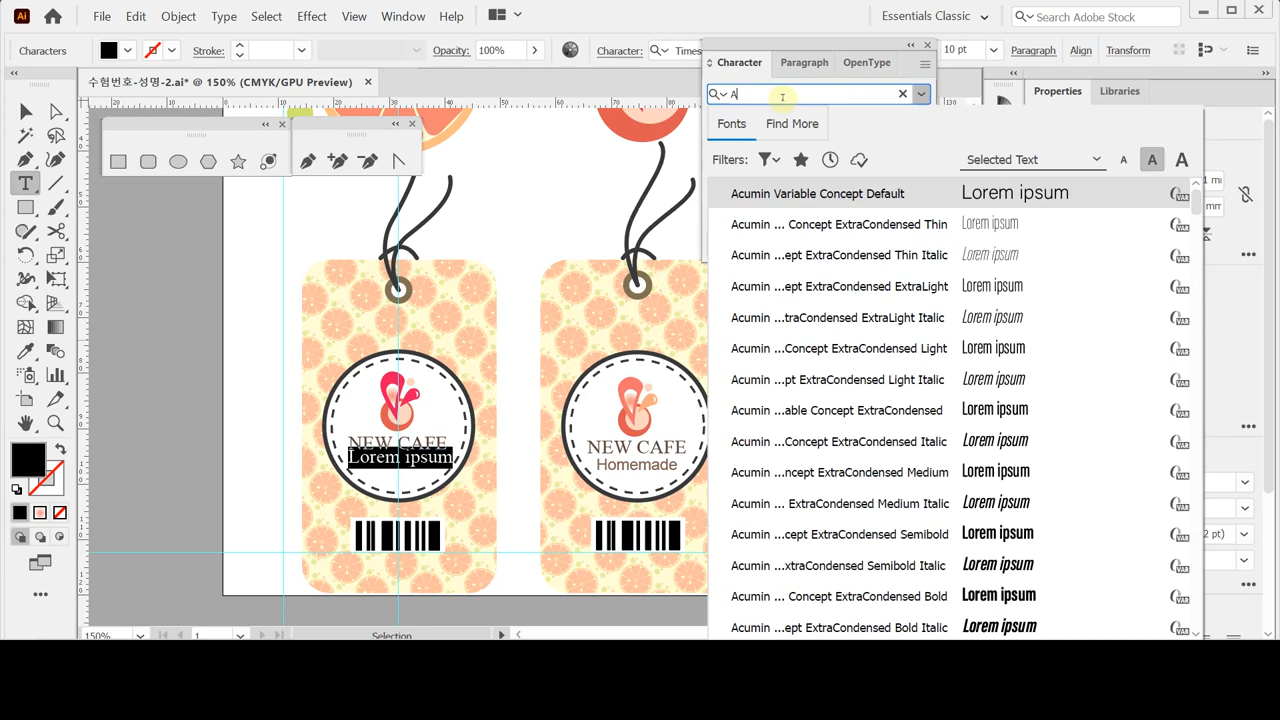 Ai File Edit Object Type Select Effect View Window Help Essentials Classic Search Adobe Stock
Characters Stroke: Opacity: 100% Character: Times 10 pt Paragraph Align Transform
수험번호-성명-2.ai* @ 150% (CMYK/GPU Preview)
Character Paragraph OpenType
Properties Libraries
A
Fonts Find More
Filters: Selected Text A A A
Acumin Variable Concept Default Lorem ipsum
Acumin ... Concept ExtraCondensed Thin Lorem ipsum
Acumin ...ept ExtraCondensed Thin Italic Lorem ipsum
Acumin ...ept ExtraCondensed ExtraLight Lorem ipsum
Acumin ...traCondensed ExtraLight Italic Lorem ipsum
Acumin ...Concept ExtraCondensed Light Lorem ipsum
Acumin ...pt ExtraCondensed Light Italic Lorem ipsum
Acumin ...able Concept ExtraCondensed Lorem ipsum
Acumin ...Concept ExtraCondensed Italic Lorem ipsum
Acumin ...ncept ExtraCondensed Medium Lorem ipsum
Acumin ... ExtraCondensed Medium Italic Lorem ipsum
Acumin ...cept ExtraCondensed Semibold Lorem ipsum
Acumin ...xtraCondensed Semibold Italic Lorem ipsum
Acumin ... Concept ExtraCondensed Bold Lorem ipsum
Acumin ...ept ExtraCondensed Bold Italic Lorem ipsum
NEW CAFE
Lorem ipsum
NEW CAFE
Homemade
150% 1 Selection